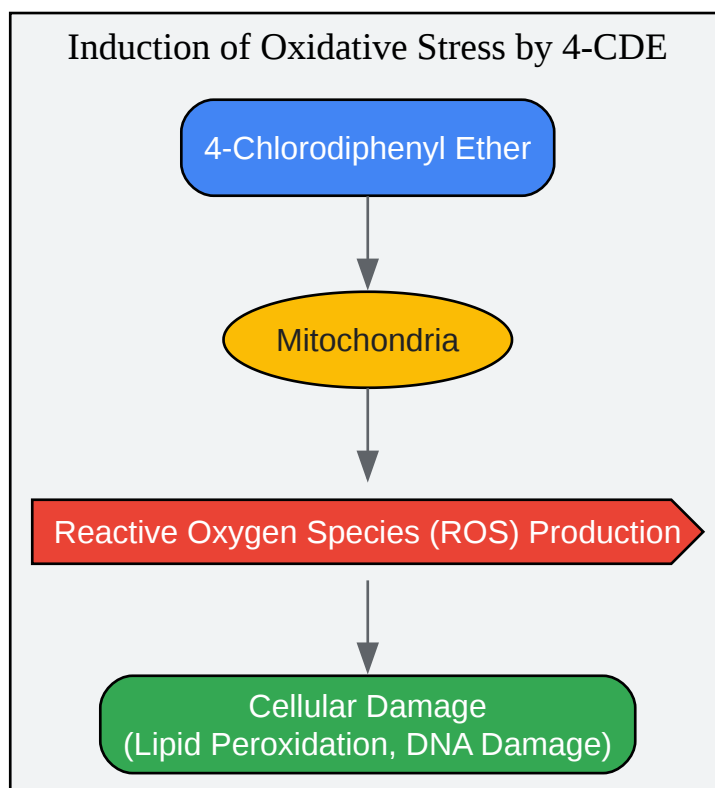 Induction of Oxidative Stress by 4-CDE
4-Chlorodiphenyl Ether
Mitochondria
Reactive Oxygen Species (ROS) Production
Cellular Damage
(Lipid Peroxidation, DNA Damage)